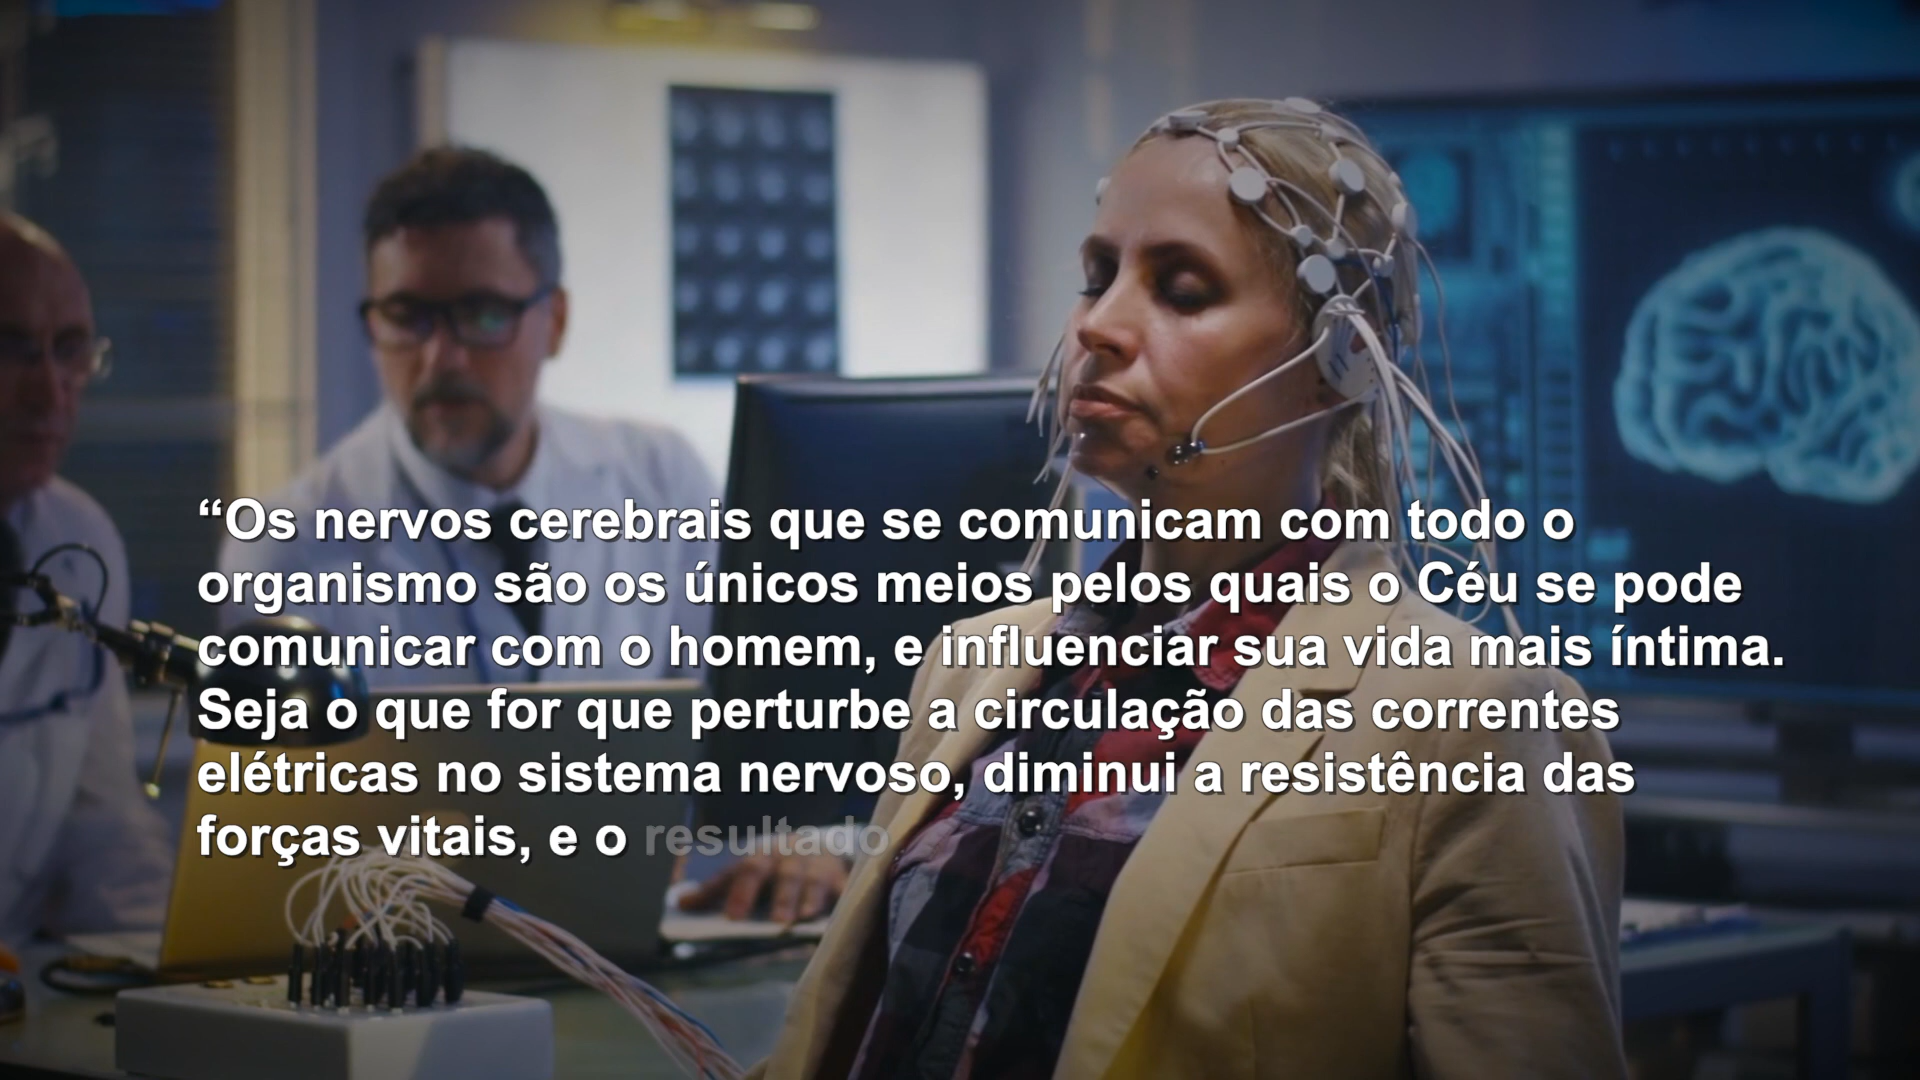 “Os nervos cerebrais que se comunicam com todo o
organismo são os únicos meios pelos quais o Céu se pode
comunicar com o homem, e influenciar sua vida mais íntima.
Seja o que for que perturbe a circulação das correntes
elétricas no sistema nervoso, diminui a resistência das
forças vitais, e o resultado